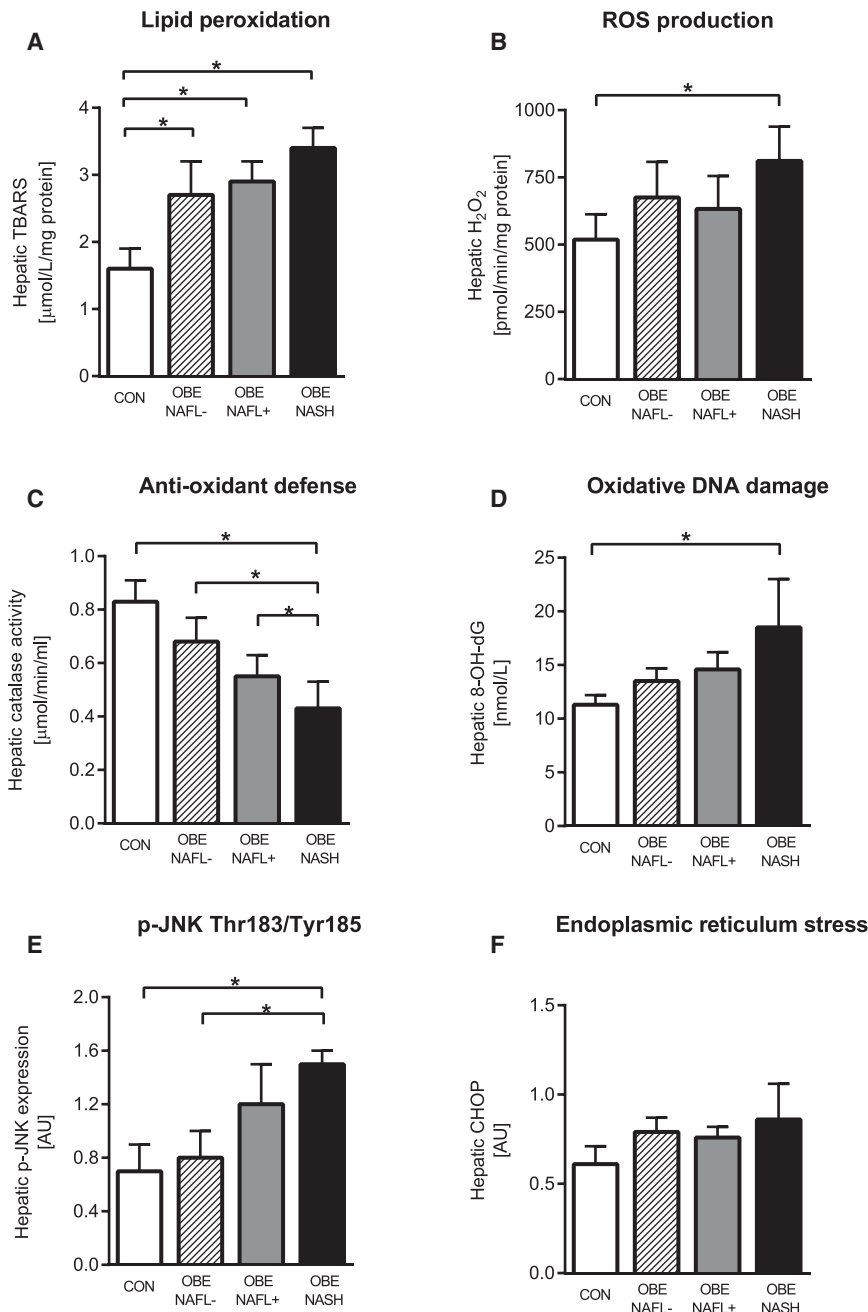 Lipid peroxidation
A
*
*
*
4
3
2
1
0
Hepatic TBARS
[μmol/L/mg protein]
CON
OBE
NAFL-
OBE
NAFL+
OBE
NASH
ROS production
B
*
1000
750
500
250
0
Hepatic H₂O₂
[pmol/min/mg protein]
CON
OBE
NAFL-
OBE
NAFL+
OBE
NASH
Anti-oxidant defense
C
*
*
*
1.0
0.8
0.6
0.4
0.2
0.0
Hepatic catalase activity
[μmol/min/ml]
CON
OBE
NAFL-
OBE
NAFL+
OBE
NASH
Oxidative DNA damage
D
*
25
20
15
10
5
0
Hepatic 8-OH-dG
[nmol/L]
CON
OBE
NAFL-
OBE
NAFL+
OBE
NASH
p-JNK Thr183/Tyr185
E
*
*
2.0
1.6
1.2
0.8
0.4
0.0
Hepatic p-JNK expression
[AU]
CON
OBE
NAFL-
OBE
NAFL+
OBE
NASH
Endoplasmic reticulum stress
F
1.5
1.0
0.5
0.0
Hepatic CHOP
[AU]
CON
OBE
NAFL-
OBE
NAFL+
OBE
NASH